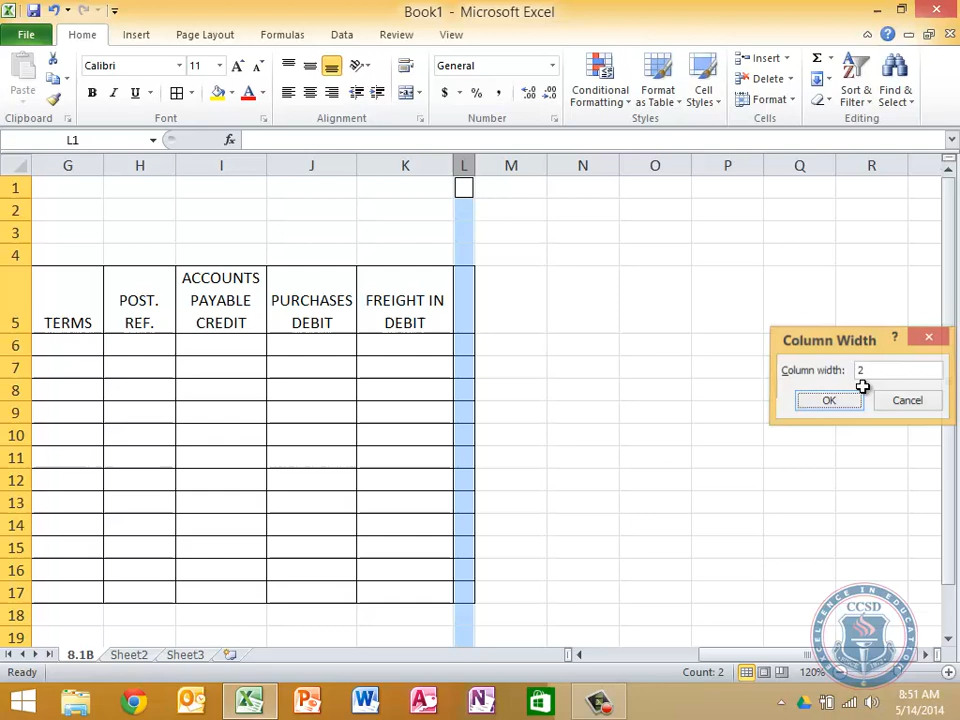 Book1 - Microsoft Excel
File Home Insert Page Layout Formulas Data Review View
Calibri 11 General
Paste
B I U
$ % ,
Conditional Formatting
Format as Table
Cell Styles
Insert
Delete
Format
Sort & Filter
Find & Select
Clipboard Font Alignment Number Styles Cells Editing
L1 fx
G H I J K L M N O P Q R
1
2
3
4
5 TERMS POST. REF. ACCOUNTS PAYABLE CREDIT PURCHASES DEBIT FREIGHT IN DEBIT
6
7
8
9
10
11
12
13
14
15
16
17
18
19
Column Width ?
Column width: 2
OK Cancel
CCSD
EXCELLENCE IN EDUCATION
8.1B Sheet2 Sheet3
Ready Count: 2 120%
8:51 AM
5/14/2014